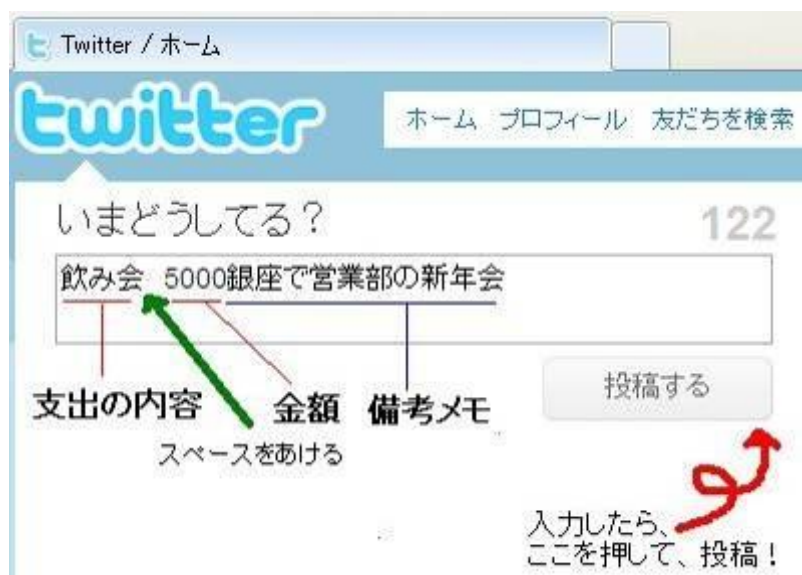 Twitter / ホーム
twitter
ホーム プロフィール 友だちを検索
いまどうしてる？
122
飲み会 5000銀座で営業部の新年会
支出の内容 金額 備考メモ
投稿する
スペースをあける
入力したら、
ここを押して、投稿！